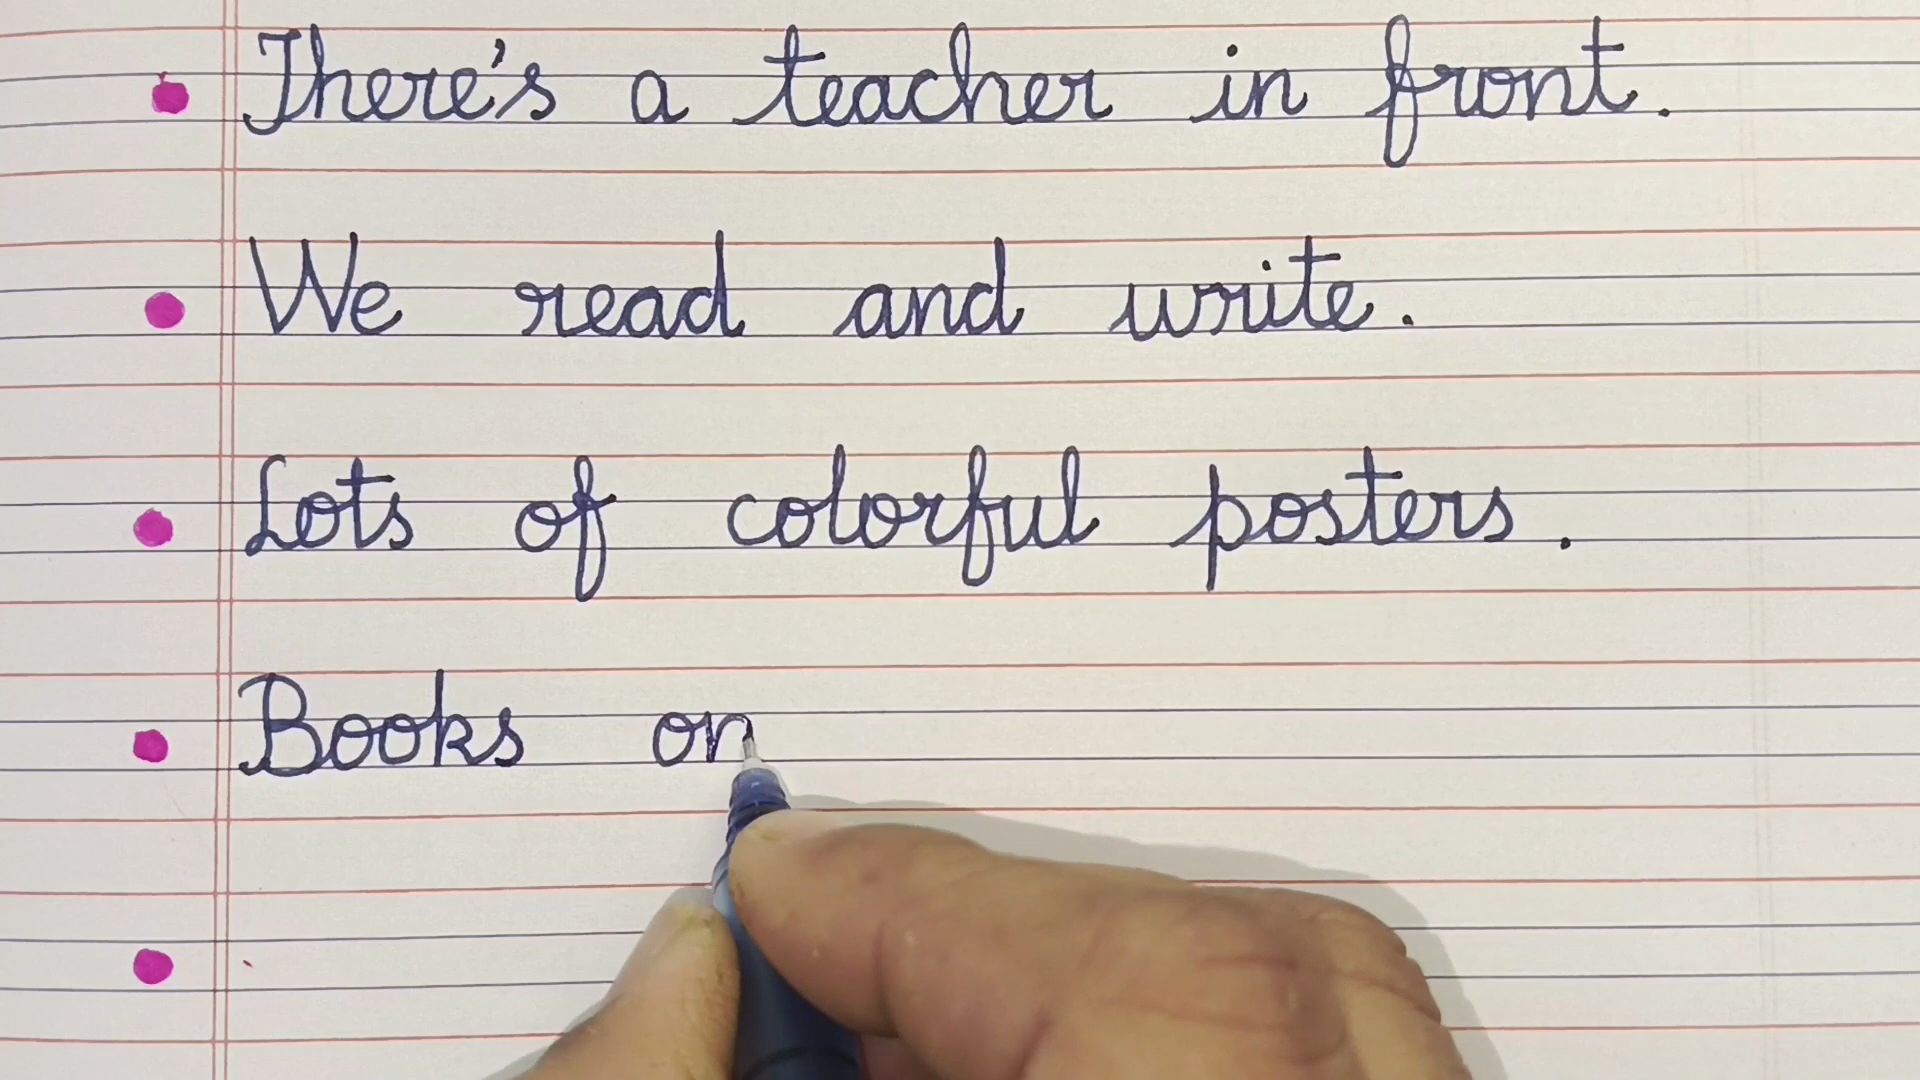 There's a teacher in front.
We read and write.
Lots of colorful posters.
Books on